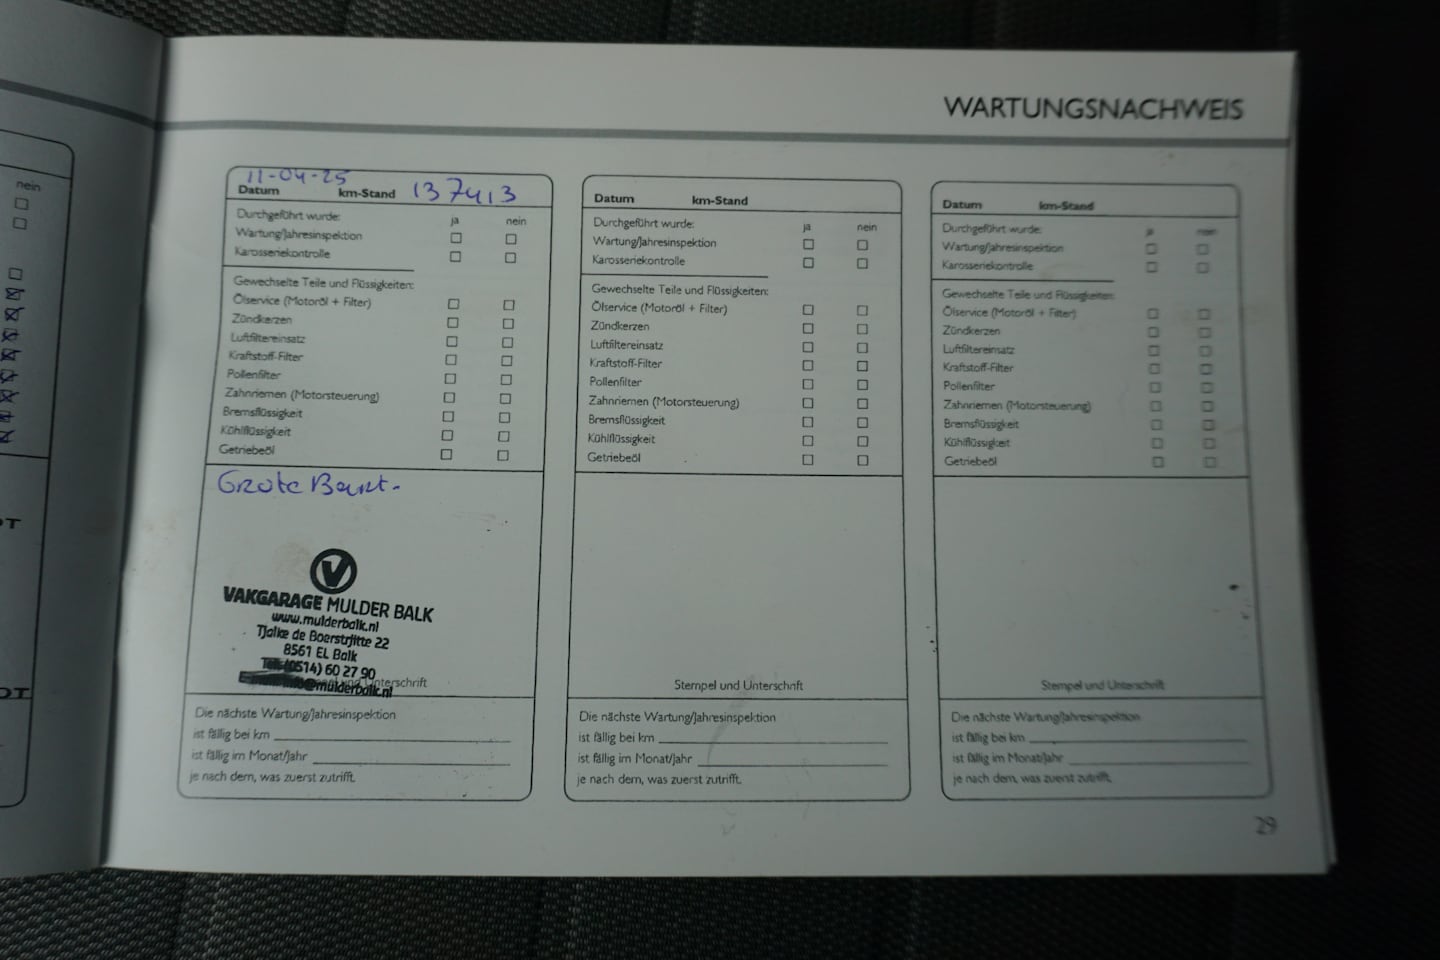 nein
OT
OT
WARTUNGSNACHWEIS
11-04-25
Datum km-Stand 137413
Durchgeführt wurde: ja nein
Wartung/Jahresinspektion
Karosseriekontrolle
Gewechselte Teile und Flüssigkeiten:
Ölservice (Motoröl + Filter)
Zündkerzen
Luftfiltereinsatz
Kraftstoff-Filter
Pollenfilter
Zahnriemen (Motorsteuerung)
Bremsflüssigkeit
Kühlflüssigkeit
Getriebeöl
Grote Beurt.
V
VAKGARAGE MULDER BALK
www.mulderbalk.nl
Tjalke de Boerstrjitte 22
8561 EL Balk
Tel: (0514) 60 27 90
info@mulderbalk.nl
und Unterschrift
Die nächste Wartung/Jahresinspektion
ist fällig bei km
ist fällig im Monat/Jahr
je nach dem, was zuerst zutrifft.
Datum km-Stand
Durchgeführt wurde: ja nein
Wartung/Jahresinspektion
Karosseriekontrolle
Gewechselte Teile und Flüssigkeiten:
Ölservice (Motoröl + Filter)
Zündkerzen
Luftfiltereinsatz
Kraftstoff-Filter
Pollenfilter
Zahnriemen (Motorsteuerung)
Bremsflüssigkeit
Kühlflüssigkeit
Getriebeöl
Stempel und Unterschrift
Die nächste Wartung/Jahresinspektion
ist fällig bei km
ist fällig im Monat/Jahr
je nach dem, was zuerst zutrifft.
Datum km-Stand
Durchgeführt wurde: ja nein
Wartung/Jahresinspektion
Karosseriekontrolle
Gewechselte Teile und Flüssigkeiten:
Ölservice (Motoröl + Filter)
Zündkerzen
Luftfiltereinsatz
Kraftstoff-Filter
Pollenfilter
Zahnriemen (Motorsteuerung)
Bremsflüssigkeit
Kühlflüssigkeit
Getriebeöl
Stempel und Unterschrift
Die nächste Wartung/Jahresinspektion
ist fällig bei km
ist fällig im Monat/Jahr
je nach dem, was zuerst zutrifft.
29